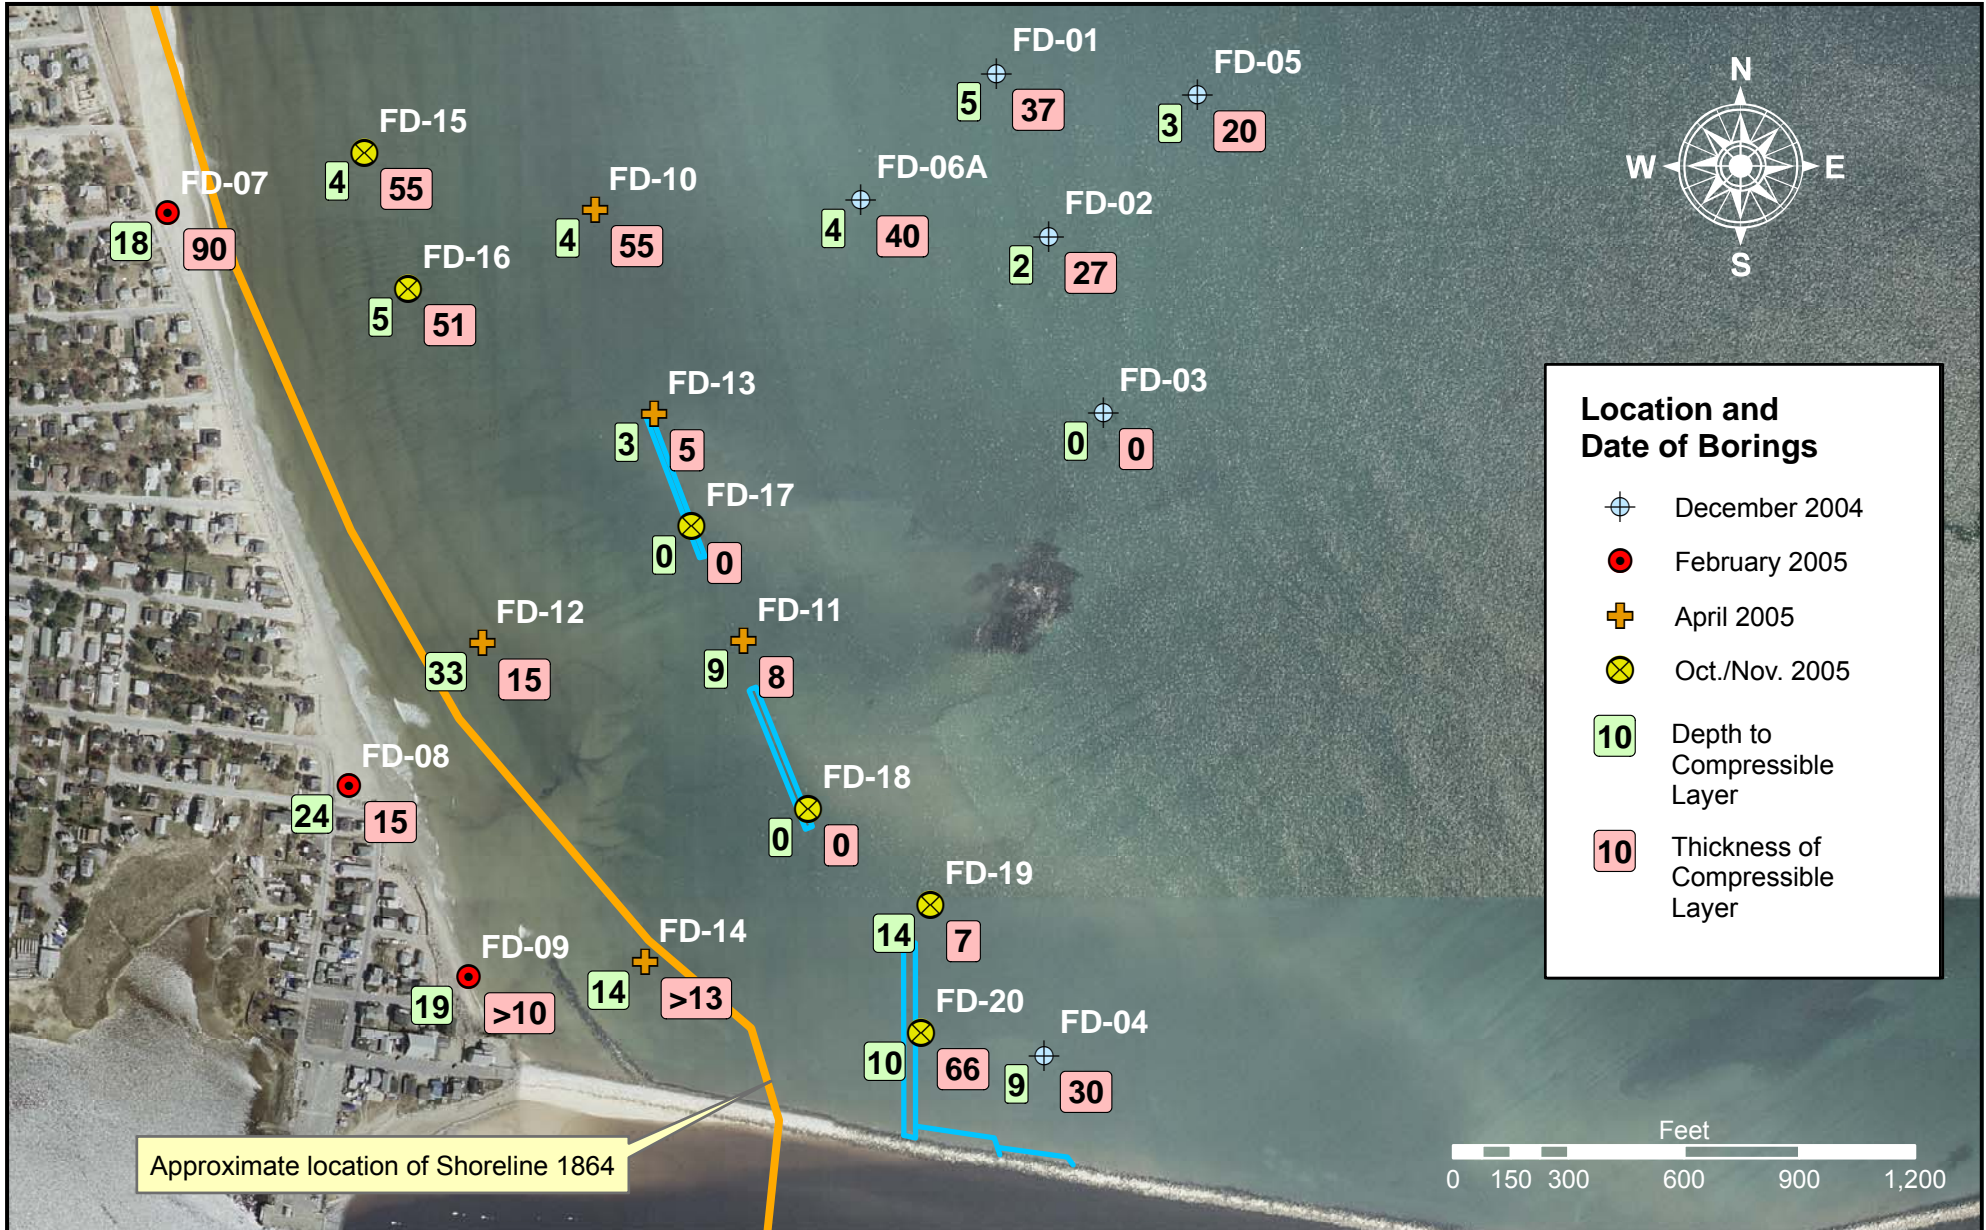 FD-01
5
37
FD-05
3
20
N
W
E
S
FD-15
4
55
FD-07
18
90
FD-10
4
55
FD-06A
4
40
FD-02
2
27
FD-16
5
51
FD-13
3
5
FD-03
0
0
FD-17
0
0
FD-12
33
15
FD-11
9
8
FD-08
24
15
FD-18
0
0
FD-19
14
7
FD-14
14
>13
FD-09
19
>10
FD-20
10
66
FD-04
9
30
Location and
Date of Borings
December 2004
February 2005
April 2005
Oct./Nov. 2005
10
Depth to
Compressible
Layer
10
Thickness of
Compressible
Layer
Approximate location of Shoreline 1864
Feet
0 150 300 600 900 1,200